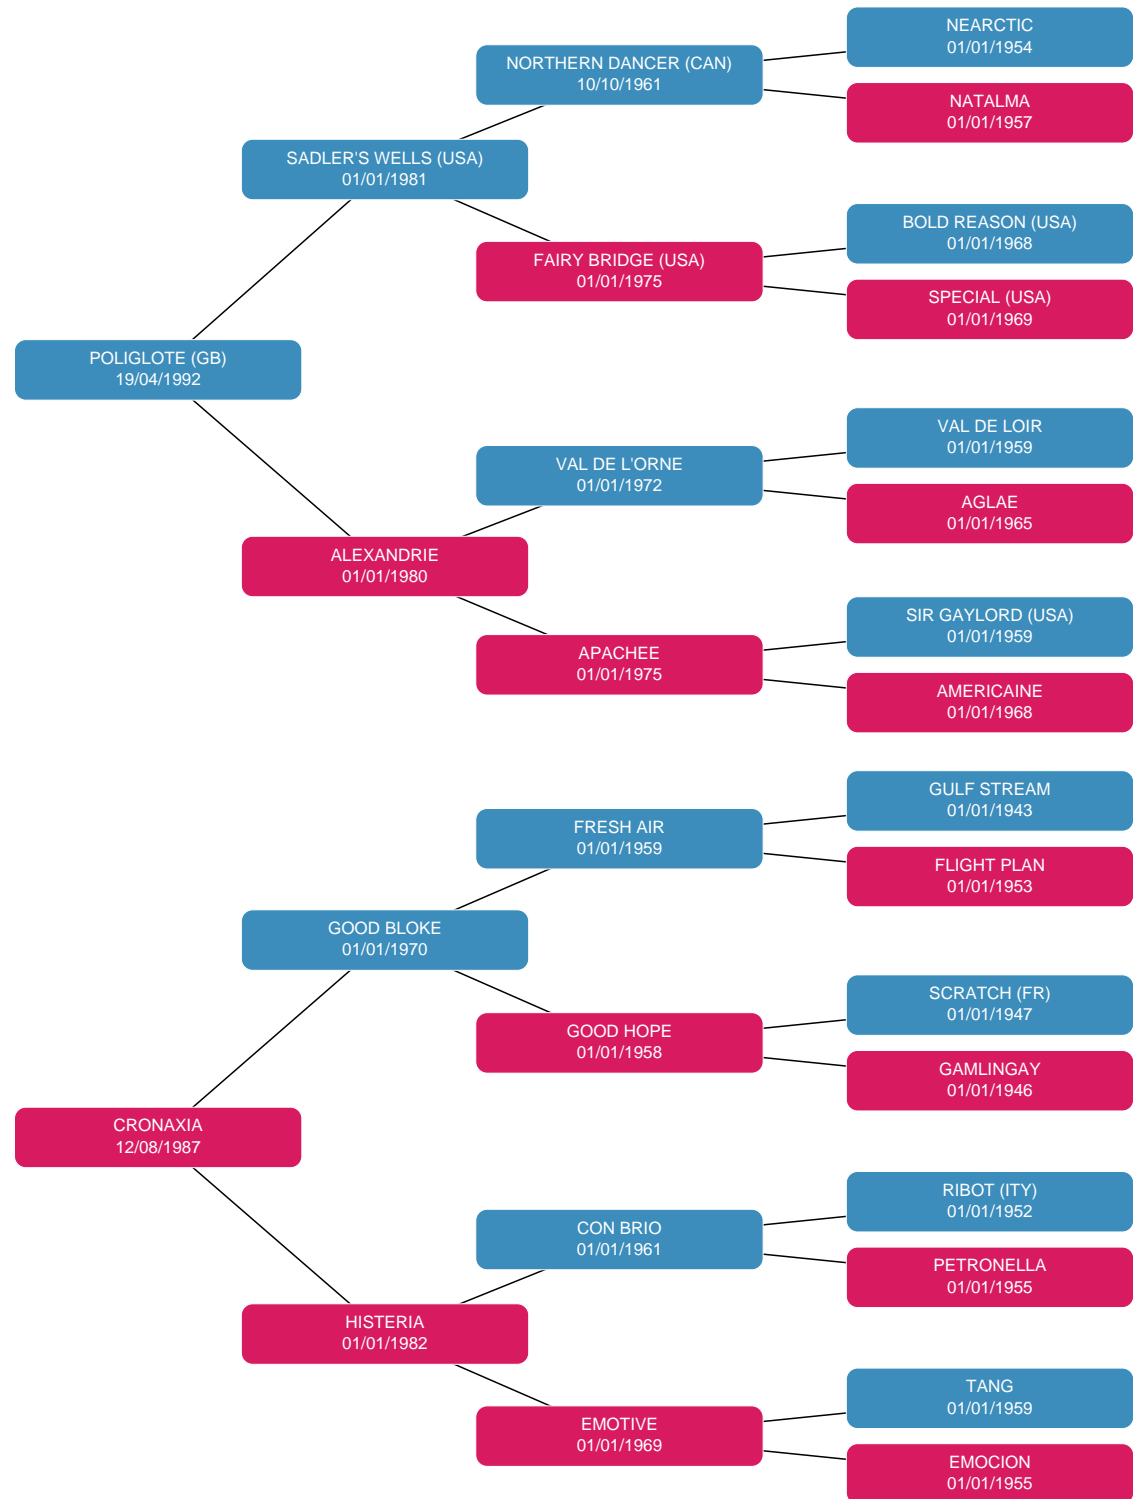 NEARCTIC
01/01/1954
NORTHERN DANCER (CAN)
10/10/1961
NATALMA
01/01/1957
SADLER'S WELLS (USA)
01/01/1981
BOLD REASON (USA)
01/01/1968
FAIRY BRIDGE (USA)
01/01/1975
SPECIAL (USA)
01/01/1969
POLIGLOTE (GB)
19/04/1992
VAL DE LOIR
01/01/1959
VAL DE L'ORNE
01/01/1972
AGLAE
01/01/1965
ALEXANDRIE
01/01/1980
SIR GAYLORD (USA)
01/01/1959
APACHEE
01/01/1975
AMERICAINE
01/01/1968
GULF STREAM
01/01/1943
FRESH AIR
01/01/1959
FLIGHT PLAN
01/01/1953
GOOD BLOKE
01/01/1970
SCRATCH (FR)
01/01/1947
GOOD HOPE
01/01/1958
GAMLINGAY
01/01/1946
CRONAXIA
12/08/1987
RIBOT (ITY)
01/01/1952
CON BRIO
01/01/1961
PETRONELLA
01/01/1955
HISTERIA
01/01/1982
TANG
01/01/1959
EMOTIVE
01/01/1969
EMOCION
01/01/1955